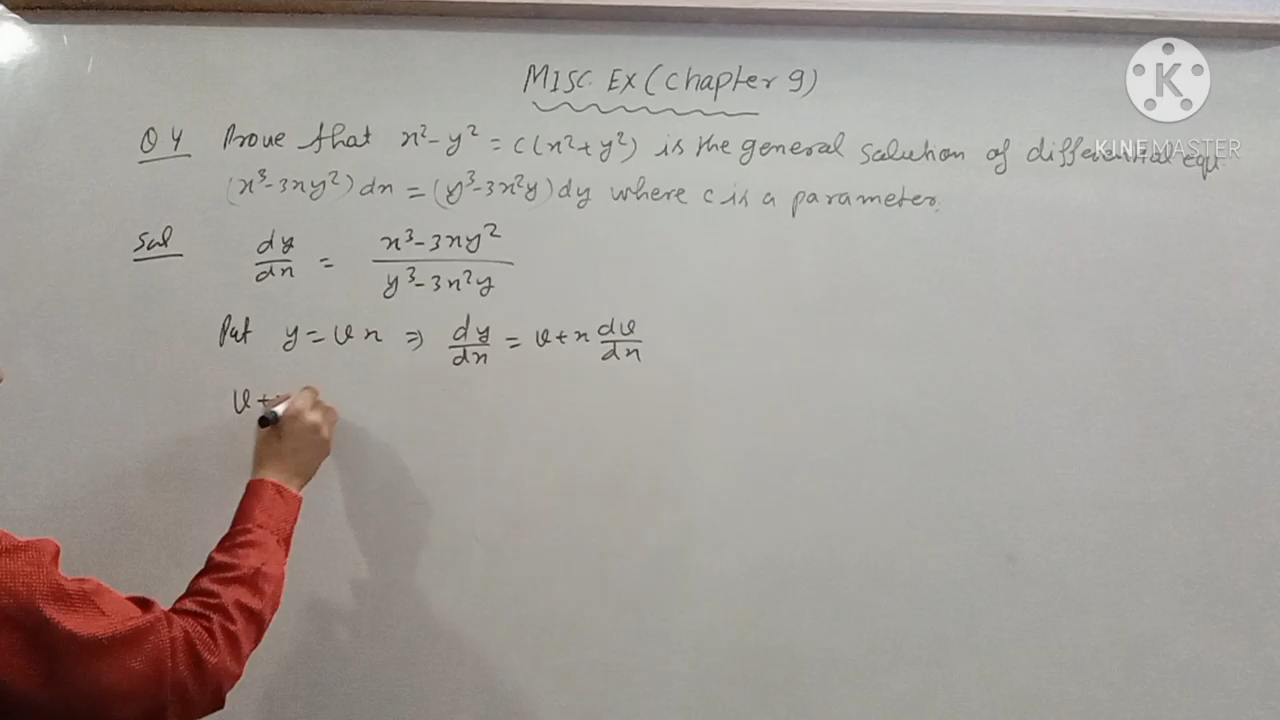 MISC. EX (Chapter 9)
K
KINEMASTER
Q 4 Prove that x² - y² = c(x² + y²) is the general solution of differential equ
(x³ - 3xy²) dx = (y³ - 3x²y) dy where c is a parameter.
Sol dy/dx = (x³ - 3xy²)/(y³ - 3x²y)
Put y = vx ⇒ dy/dx = v + x dv/dx
v +